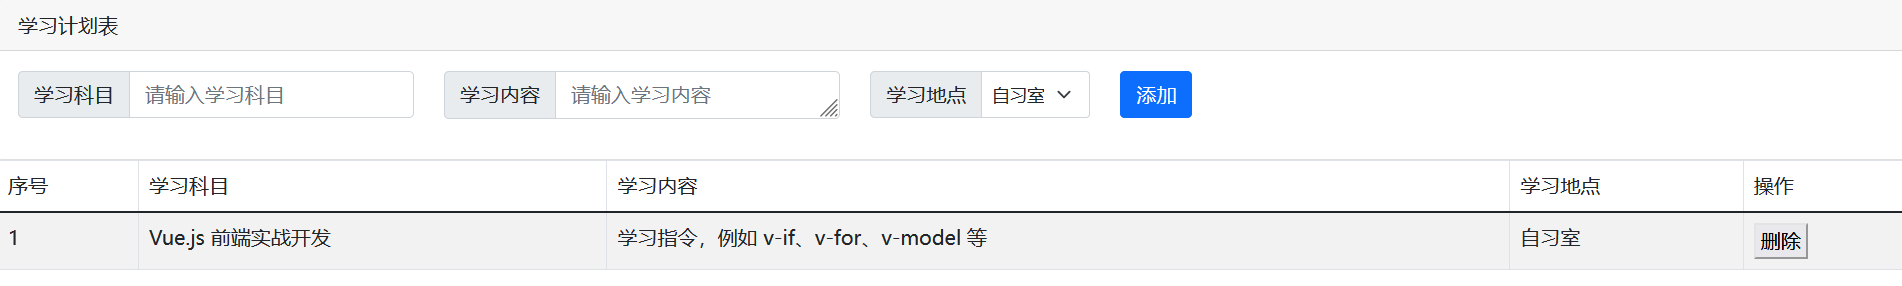 学习计划表
学习科目 请输入学习科目 学习内容 请输入学习内容 学习地点 自习室 添加
序号 学习科目 学习内容 学习地点 操作
1 Vue.js 前端实战开发 学习指令，例如 v-if、v-for、v-model 等 自习室 删除